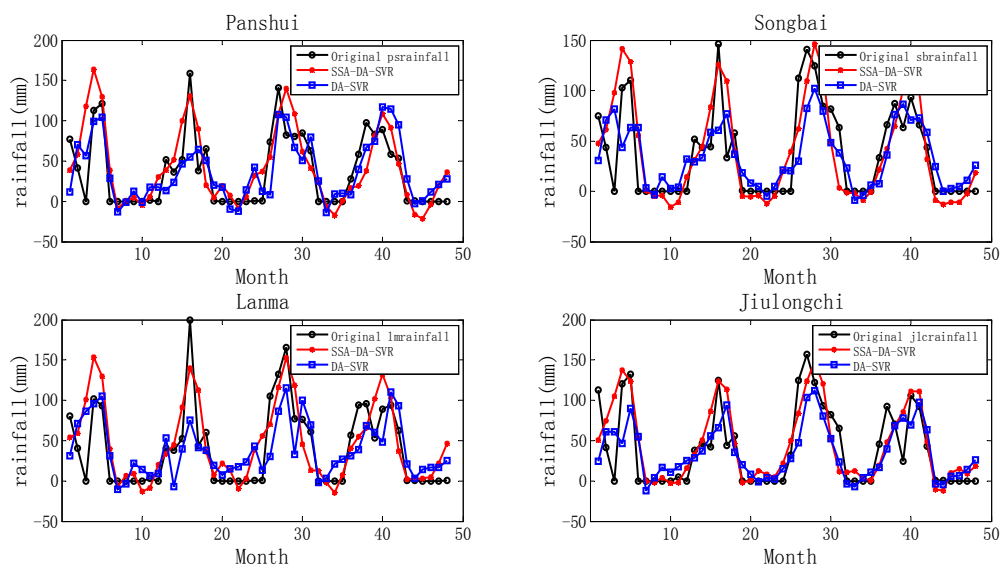 Panshui
rainfall(mm)
200
150
100
50
0
-50
Original psrainfall
SSA-DA-SVR
DA-SVR
10
20
30
40
50
Month
Songbai
rainfall(mm)
150
100
50
0
-50
Original sbrainfall
SSA-DA-SVR
DA-SVR
10
20
30
40
50
Month
Lanma
rainfall(mm)
200
150
100
50
0
-50
Original lmrainfall
SSA-DA-SVR
DA-SVR
10
20
30
40
50
Month
Jiulongchi
rainfall(mm)
200
150
100
50
0
-50
Original jlcrainfall
SSA-DA-SVR
DA-SVR
10
20
30
40
50
Month